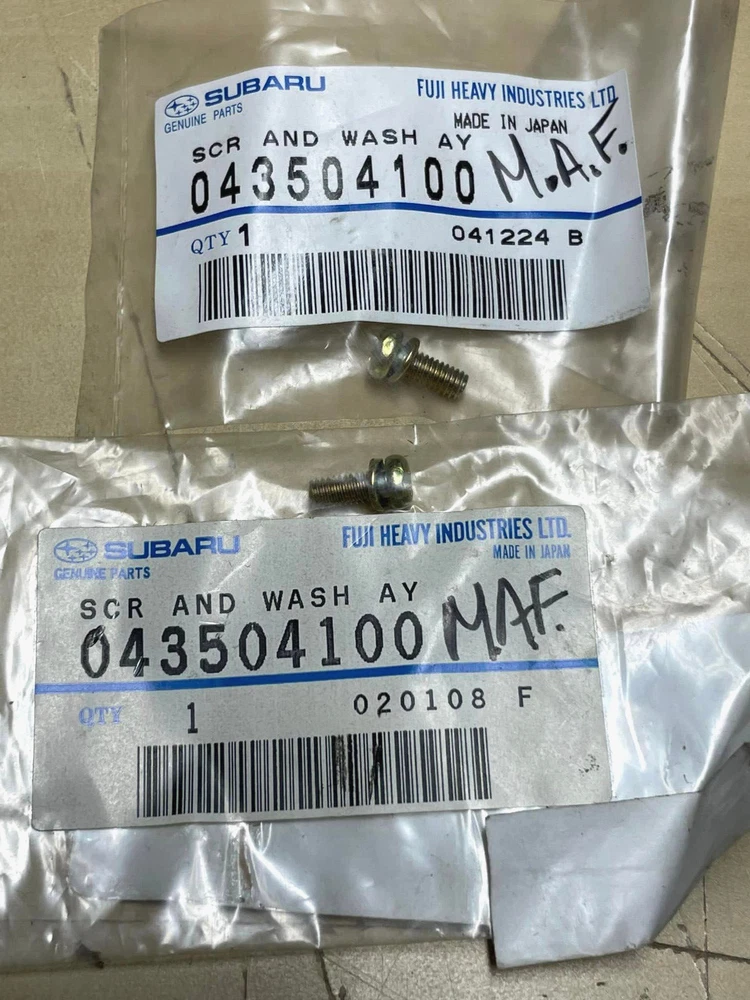 SUBARU FUJI HEAVY INDUSTRIES LTD.
GENUINE PARTS MADE IN JAPAN
SCR AND WASH AY
043504100 M.A.F.
QTY 1 041224 B
SUBARU FUJI HEAVY INDUSTRIES LTD.
GENUINE PARTS MADE IN JAPAN
SCR AND WASH AY
043504100 MAF.
QTY 1 020108 F